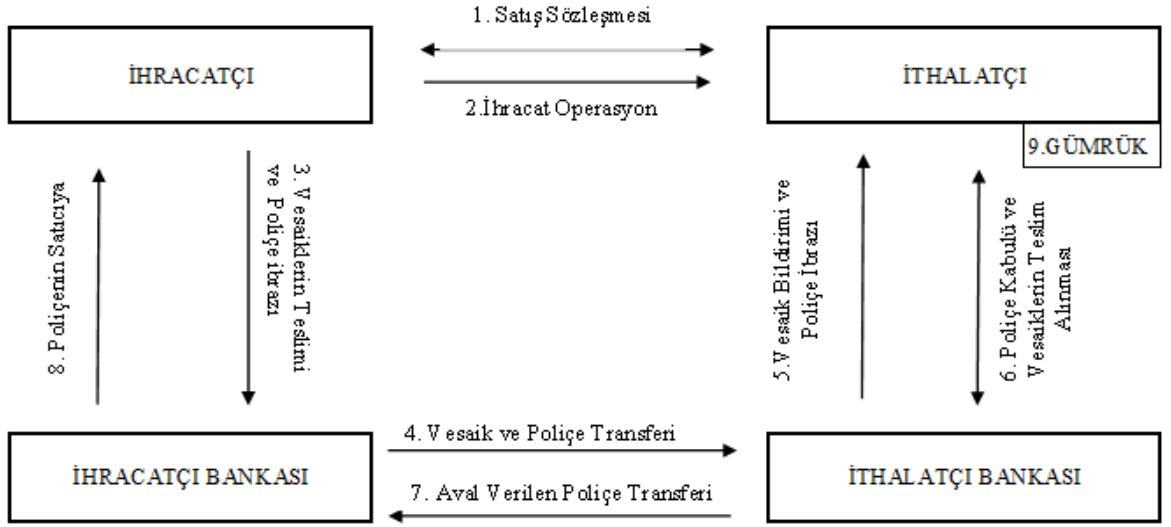 1. Satış Sözleşmesi
İHRACATÇI
İTHALATÇI
2.İhracat Operasyon
9.GÜMRÜK
8. Poliçenin Satıcıya
3. Vesaiklerin Teslimi
ve Poliçe ibrazı
5.Vesaik Bildirimi ve
Poliçe İbrazı
6. Poliçe Kabulü ve
Vesaiklerin Teslim
Alınması
4. Vesaik ve Poliçe Transferi
İHRACATÇI BANKASI
İTHALATÇI BANKASI
7. Aval Verilen Poliçe Transferi